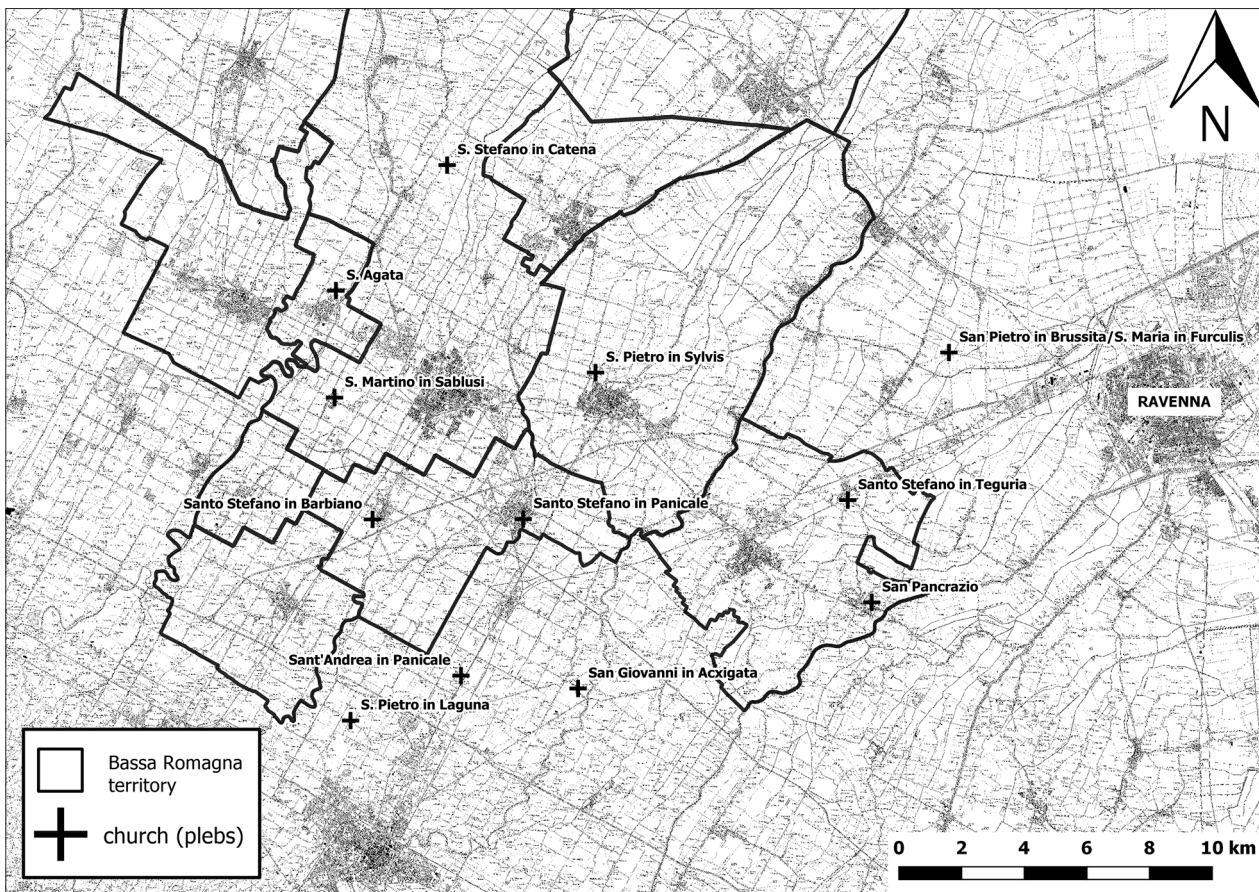 N
S. Stefano in Catena
S. Agata
San Pietro in Brussita/S. Maria in Furculis
S. Pietro in Sylvis
S. Martino in Sablusi
RAVENNA
Santo Stefano in Barbiano
Santo Stefano in Panicale
Santo Stefano in Teguria
San Pancrazio
Sant'Andrea in Panicale
San Giovanni in Acxigata
S. Pietro in Laguna
Bassa Romagna
territory
church (plebs)
0 2 4 6 8 10 km